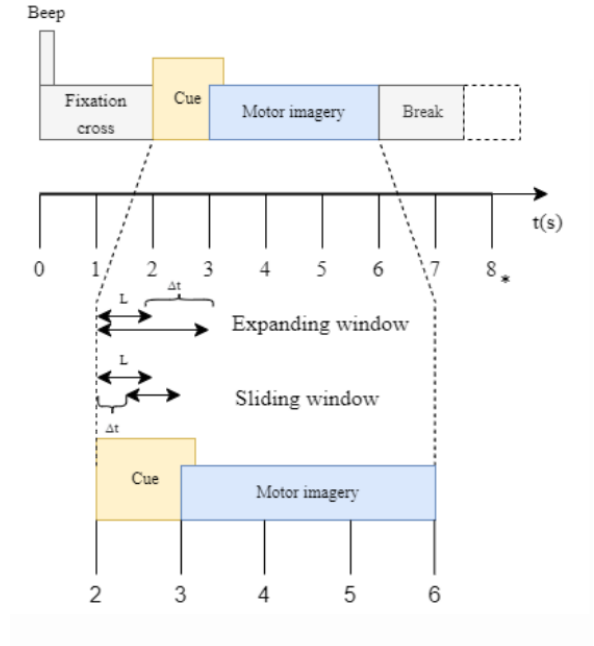 Beep
Fixation
cross
Cue
Motor imagery
Break
t(s)
0 1 2 3 4 5 6 7 8 *
Δt
L
Expanding window
L
Sliding window
Δt
Cue
Motor imagery
2 3 4 5 6